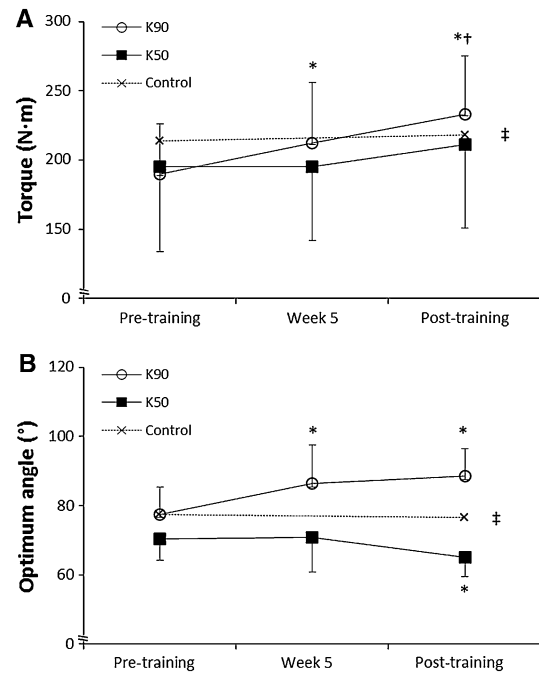 A
300
K90
K50
Control
*
*†
250
Torque (N·m)
200
‡
150
0
Pre-training Week 5 Post-training
B
120
K90
K50
Control
*
*
100
Optimum angle (°)
80
‡
60
*
0
Pre-training Week 5 Post-training